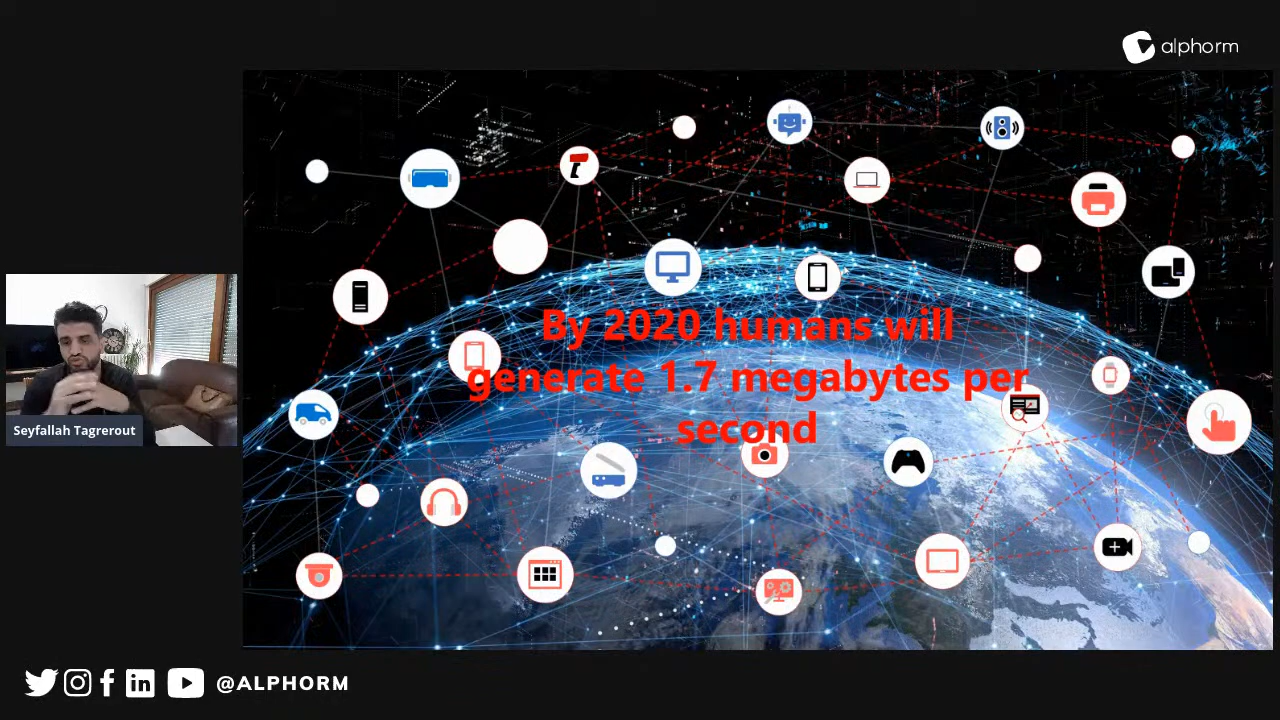 alphorm
By 2020 humans will
generate 1.7 megabytes per
second
Seyfallah Tagrerout
@ALPHORM